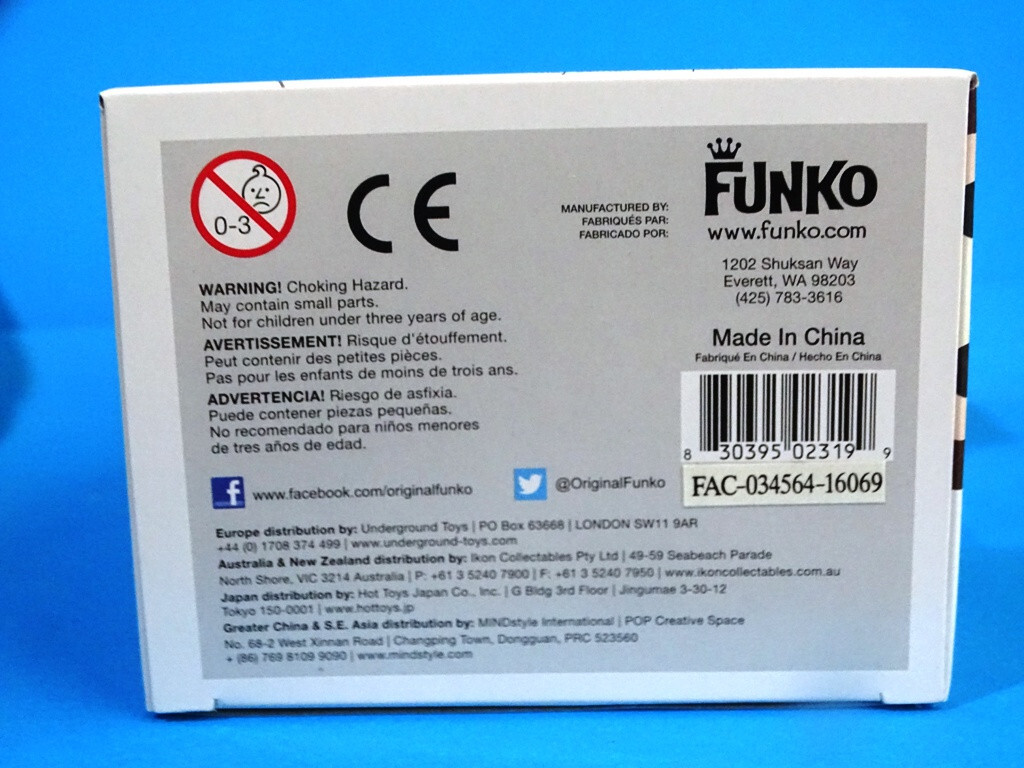 0-3
CE
MANUFACTURED BY:
FABRIQUÉS PAR:
FABRICADO POR:
FUNKO
www.funko.com
1202 Shuksan Way
Everett, WA 98203
(425) 783-3616
WARNING! Choking Hazard.
May contain small parts.
Not for children under three years of age.
AVERTISSEMENT! Risque d'étouffement.
Peut contenir des petites pièces.
Pas pour les enfants de moins de trois ans.
ADVERTENCIA! Riesgo de asfixia.
Puede contener piezas pequeñas.
No recomendado para niños menores
de tres años de edad.
Made In China
Fabriqué En China / Hecho En China
8 30395 02319 9
FAC-034564-16069
f www.facebook.com/originalfunko
@OriginalFunko
Europe distribution by: Underground Toys | PO Box 63668 | LONDON SW11 9AR
+44 (0) 1708 374 499 | www.underground-toys.com
Australia & New Zealand distribution by: Ikon Collectables Pty Ltd | 49-59 Seabeach Parade
North Shore, VIC 3214 Australia | P: +61 3 5240 7900 | F: +61 3 5240 7950 | www.ikoncollectables.com.au
Japan distribution by: Hot Toys Japan Co., Inc. | G Bldg 3rd Floor | Jingumae 3-30-12
Tokyo 150-0001 | www.hottoys.jp
Greater China & S.E. Asia distribution by: MINDstyle International | POP Creative Space
No. 68-2 West Xinnan Road | Changping Town, Dongguan, PRC 523560
+ (86) 769 8109 9090 | www.mindstyle.com